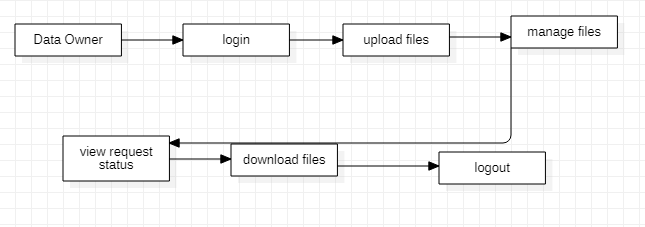 Data Owner
login
upload files
manage files
view request
status
download files
logout